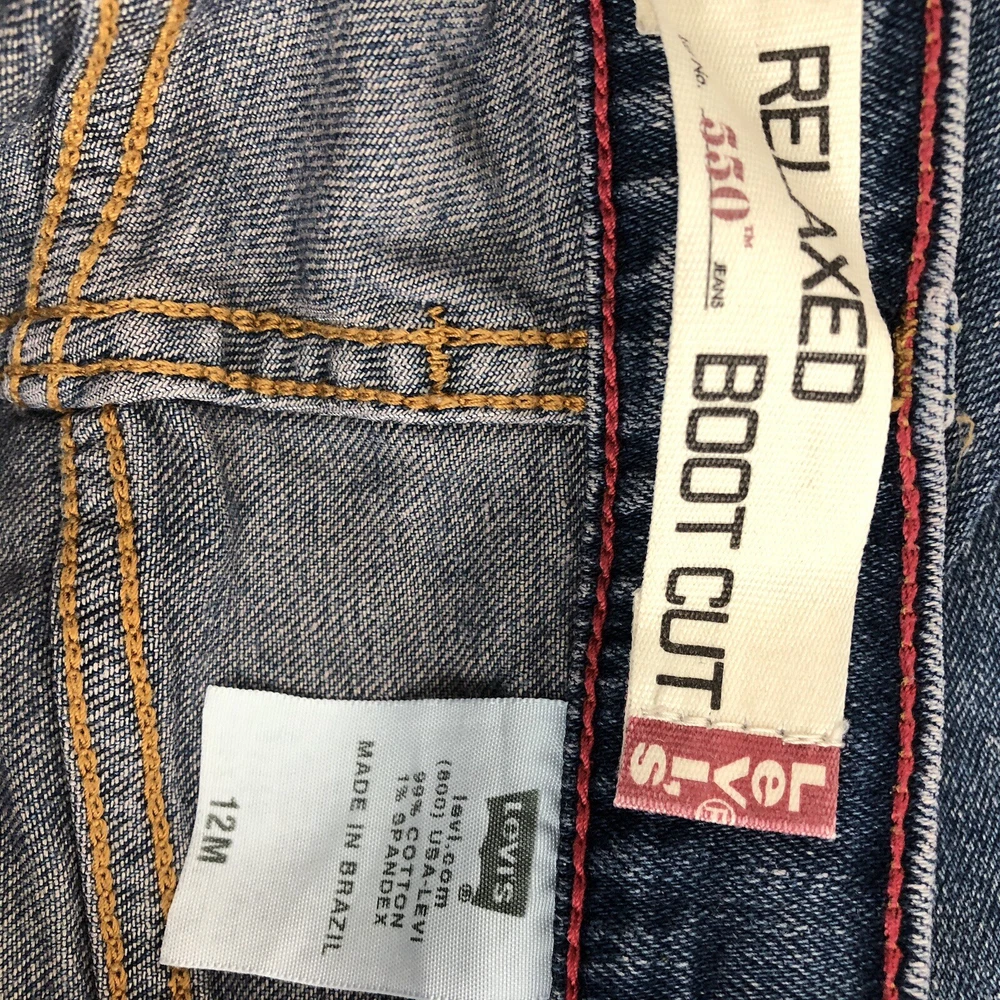 RELAXED
BOOT CUT
550™
JEANS
Levi's®
LEVI'S®
levi.com
(800) USA-LEVI
99% COTTON
1% SPANDEX
MADE IN BRAZIL
12M